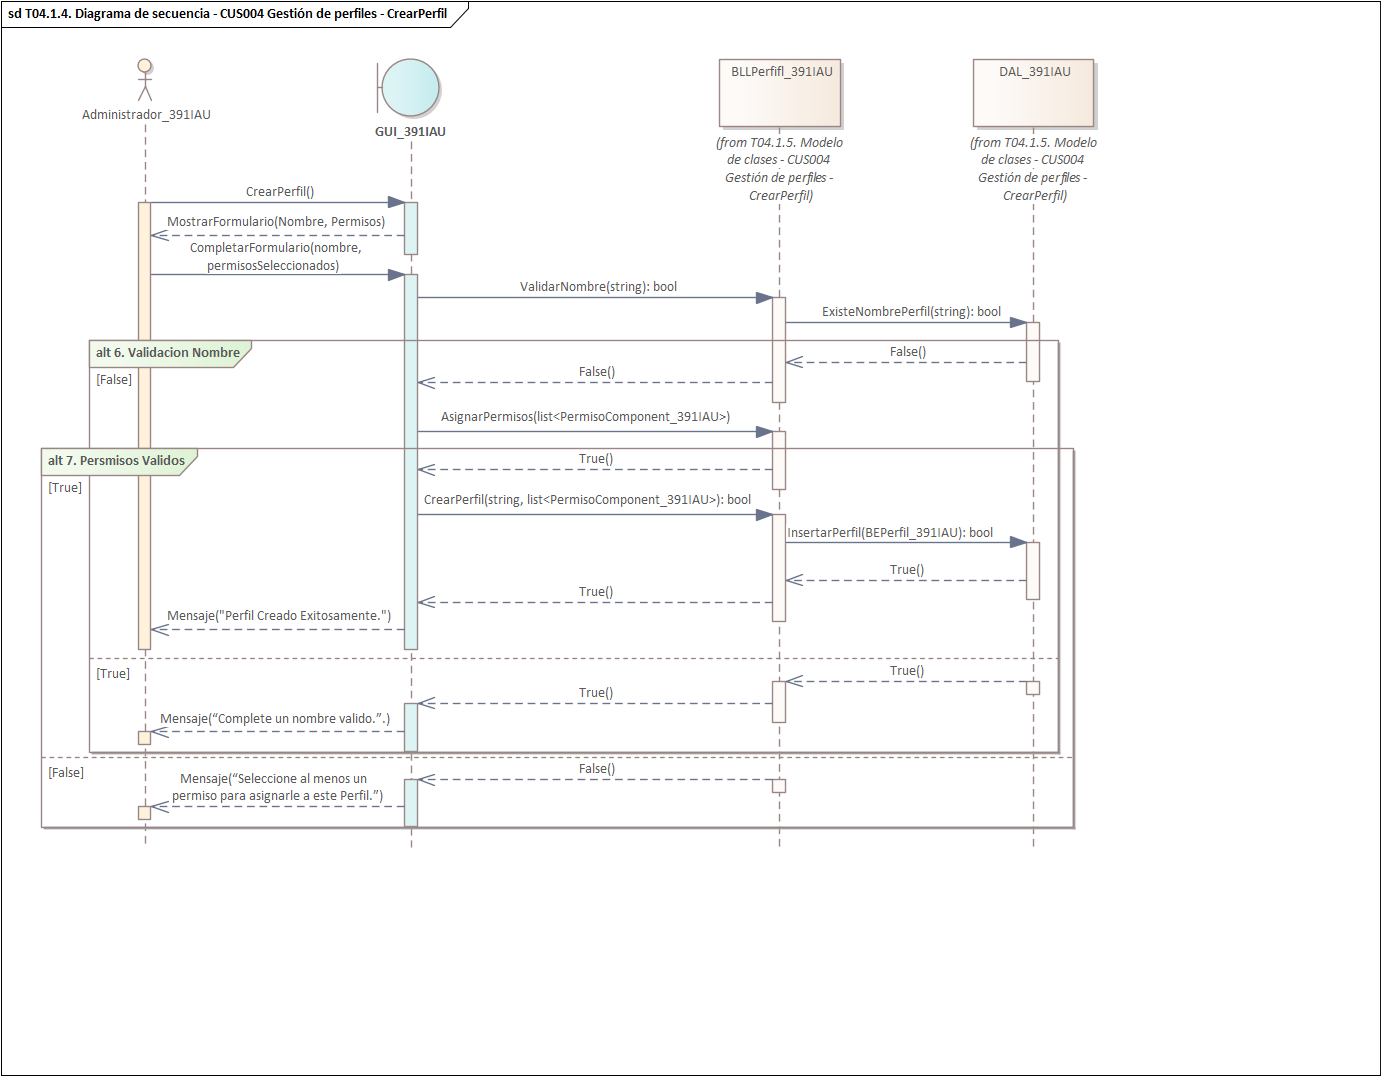 sd T04.1.4. Diagrama de secuencia - CUS004 Gestión de perfiles - CrearPerfil
Administrador_391IAU
GUI_391IAU
BLLPerfifl_391IAU
(from T04.1.5. Modelo
de clases - CUS004
Gestión de perfiles -
CrearPerfil)
DAL_391IAU
(from T04.1.5. Modelo
de clases - CUS004
Gestión de perfiles -
CrearPerfil)
CrearPerfil()
MostrarFormulario(Nombre, Permisos)
CompletarFormulario(nombre,
permisosSeleccionados)
ValidarNombre(string): bool
ExisteNombrePerfil(string): bool
alt 6. Validacion Nombre
False()
[False]
False()
AsignarPermisos(list<PermisoComponent_391IAU>)
alt 7. Persmisos Validos
True()
[True]
CrearPerfil(string, list<PermisoComponent_391IAU>): bool
InsertarPerfil(BEPerfil_391IAU): bool
True()
True()
Mensaje("Perfil Creado Exitosamente.")
[True]
True()
True()
Mensaje(“Complete un nombre valido.”.)
[False]
False()
Mensaje(“Seleccione al menos un
permiso para asignarle a este Perfil.”)